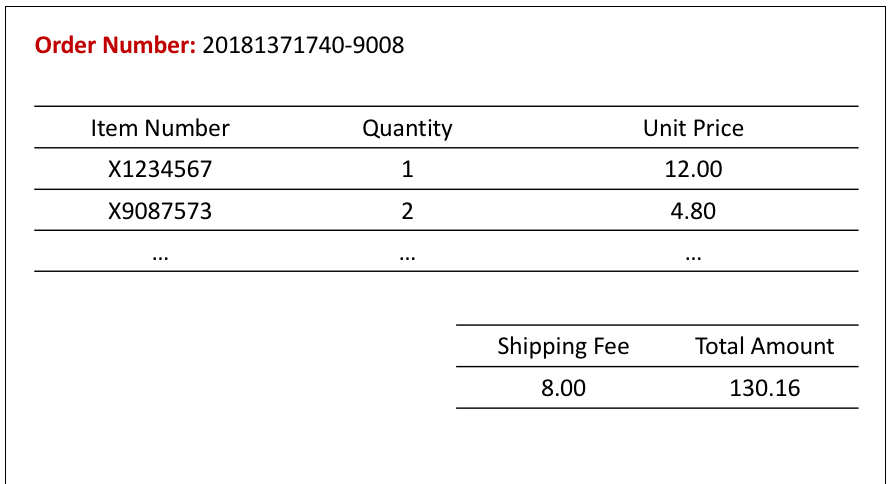 Order Number: 20181371740-9008
Item Number Quantity Unit Price
X1234567 1 12.00
X9087573 2 4.80
... ... ...
Shipping Fee Total Amount
8.00 130.16